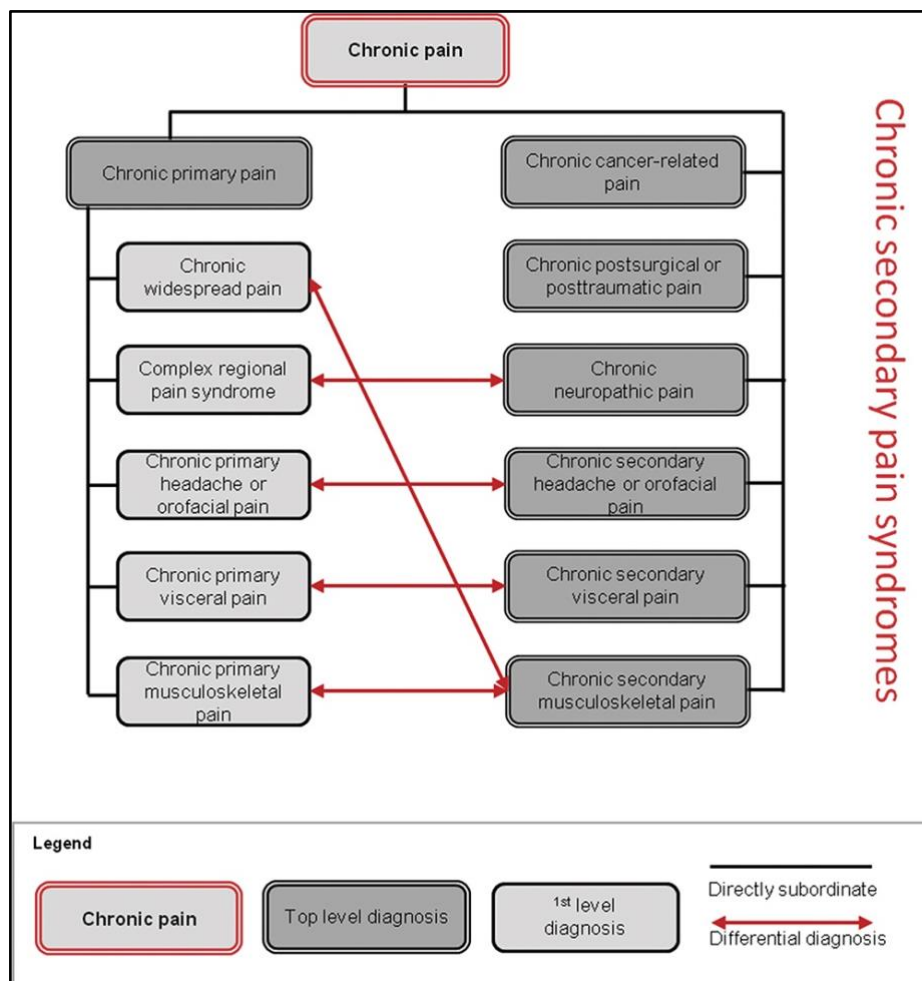 Chronic pain
Chronic primary pain
Chronic
widespread pain
Complex regional
pain syndrome
Chronic primary
headache or
orofacial pain
Chronic primary
visceral pain
Chronic primary
musculoskeletal
pain
Chronic cancer-related
pain
Chronic postsurgical or
posttraumatic pain
Chronic
neuropathic pain
Chronic secondary
headache or orofacial
pain
Chronic secondary
visceral pain
Chronic secondary
musculoskeletal pain
Chronic secondary pain syndromes
Legend
Chronic pain
Top level diagnosis
1st level
diagnosis
Directly subordinate
Differential diagnosis